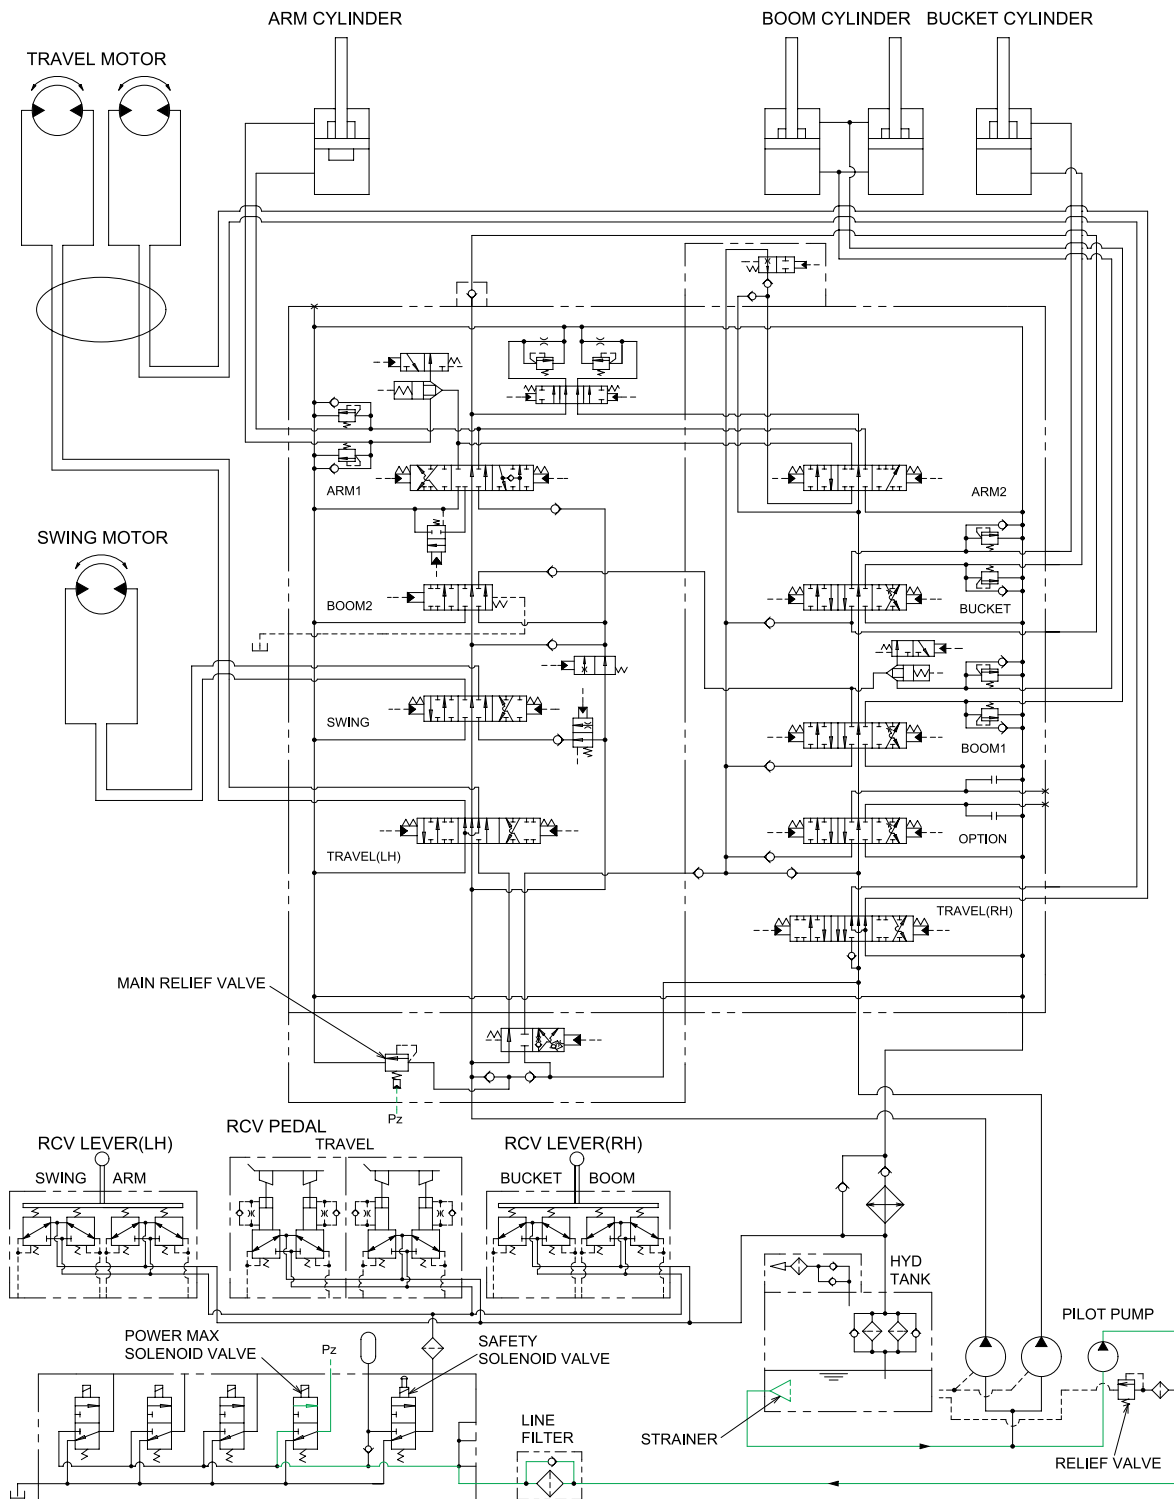 ARM CYLINDER
BOOM CYLINDER
BUCKET CYLINDER
TRAVEL MOTOR
ARM1
ARM2
SWING MOTOR
BOOM2
BUCKET
SWING
BOOM1
TRAVEL(LH)
OPTION
TRAVEL(RH)
MAIN RELIEF VALVE
Pz
RCV LEVER(LH)
RCV PEDAL
TRAVEL
RCV LEVER(RH)
SWING
ARM
BUCKET
BOOM
HYD
TANK
PILOT PUMP
POWER MAX
SOLENOID VALVE
Pz
SAFETY
SOLENOID VALVE
LINE
FILTER
STRAINER
RELIEF VALVE